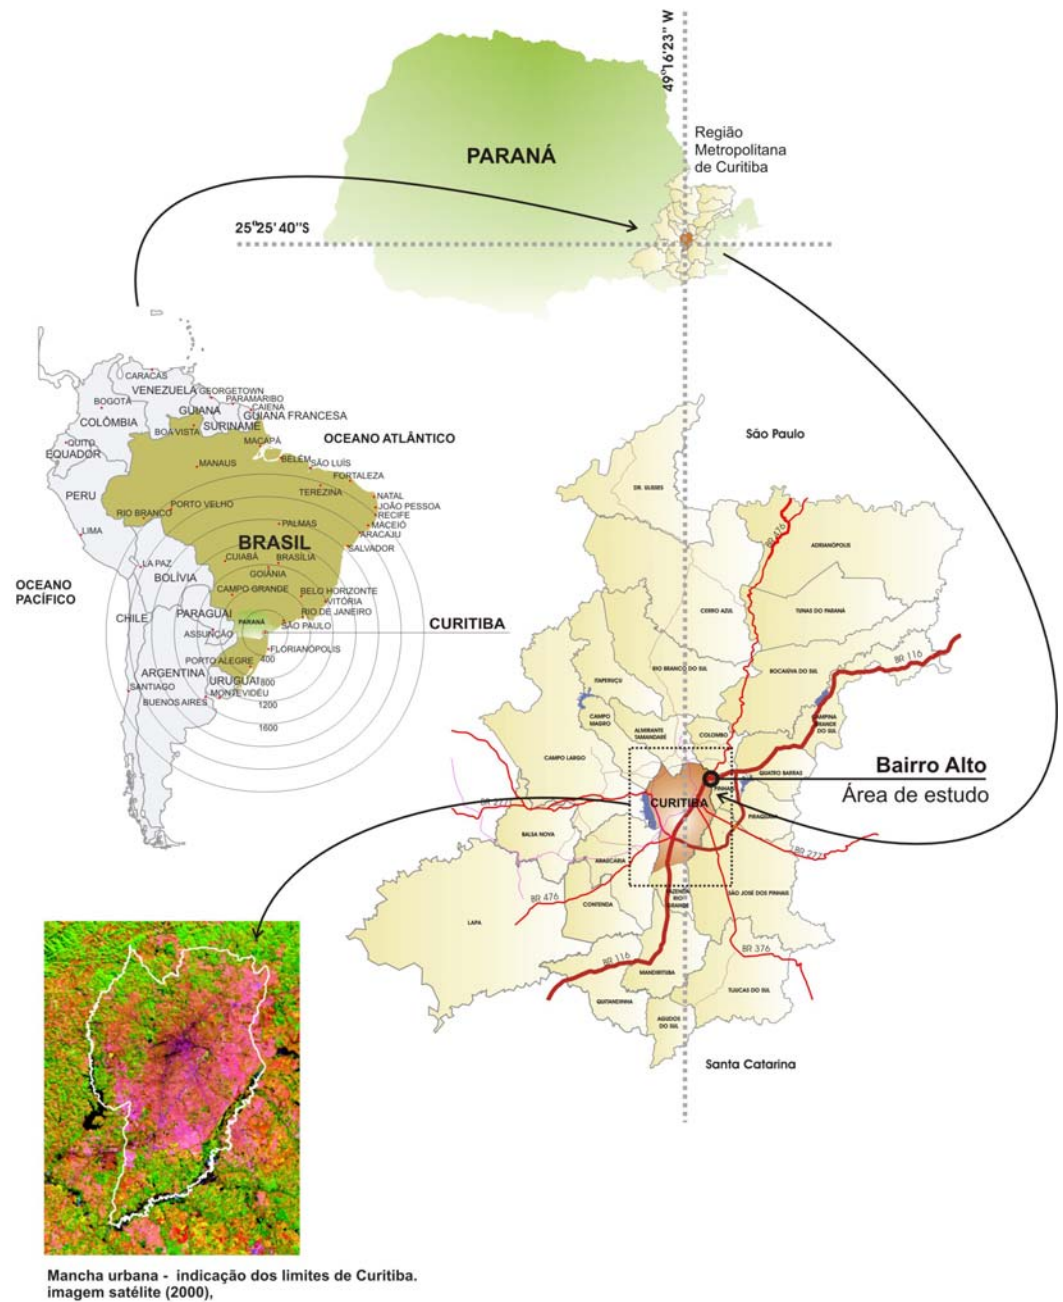 49°16'23" W
Região
Metropolitana
de Curitiba
PARANÁ
25°25'40"S
CARACAS
VENEZUELA
GEORGETOWN
PARAMARIBO
CAIENA
BOGOTÁ
GUIANA
GUIANA FRANCESA
COLÔMBIA
SURINAME
BOA VISTA
MACAPÁ
OCEANO ATLÂNTICO
QUITO
EQUADOR
BELÉM
SÃO LUÍS
MANAUS
FORTALEZA
TEREZINA
PERU
NATAL
PORTO VELHO
JOÃO PESSOA
RIO BRANCO
RECIFE
PALMAS
MACEIÓ
LIMA
ARACAJU
BRASIL
SALVADOR
CUIABÁ
BRASÍLIA
LA PAZ
GOIÂNIA
BOLÍVIA
OCEANO
PACÍFICO
CAMPO GRANDE
BELO HORIZONTE
VITÓRIA
PARAGUAI
RIO DE JANEIRO
CHILE
PARANÁ
SÃO PAULO
CURITIBA
ASSUNÇÃO
FLORIANÓPOLIS
PORTO ALEGRE
400
ARGENTINA
URUGUAI
800
SANTIAGO
MONTEVIDÉU
BUENOS AIRES
1200
1600
São Paulo
DR. ULISSES
BR 476
ADRIANÓPOLIS
CERRO AZUL
TUNAS DO PARANÁ
RIO BRANCO DO SUL
BOCAIÚVA DO SUL
BR 116
ITAPERUÇU
CAMPO
MAGRO
ALMIRANTE
TAMANDARÉ
COLOMBO
CAMPINA
GRANDE
DO SUL
CAMPO LARGO
QUATRO BARRAS
Bairro Alto
Área de estudo
PINHAIS
CURITIBA
BR 277
PIRAQUARA
BALSA NOVA
ARAUCÁRIA
BR 277
BR 476
CONTENDA
FAZENDA
RIO
GRANDE
SÃO JOSÉ DOS PINHAIS
LAPA
BR 116
BR 376
MANDIRITUBA
TIJUCAS DO SUL
QUITANDINHA
AGUDOS
DO SUL
Santa Catarina
Mancha urbana - indicação dos limites de Curitiba.
imagem satélite (2000),